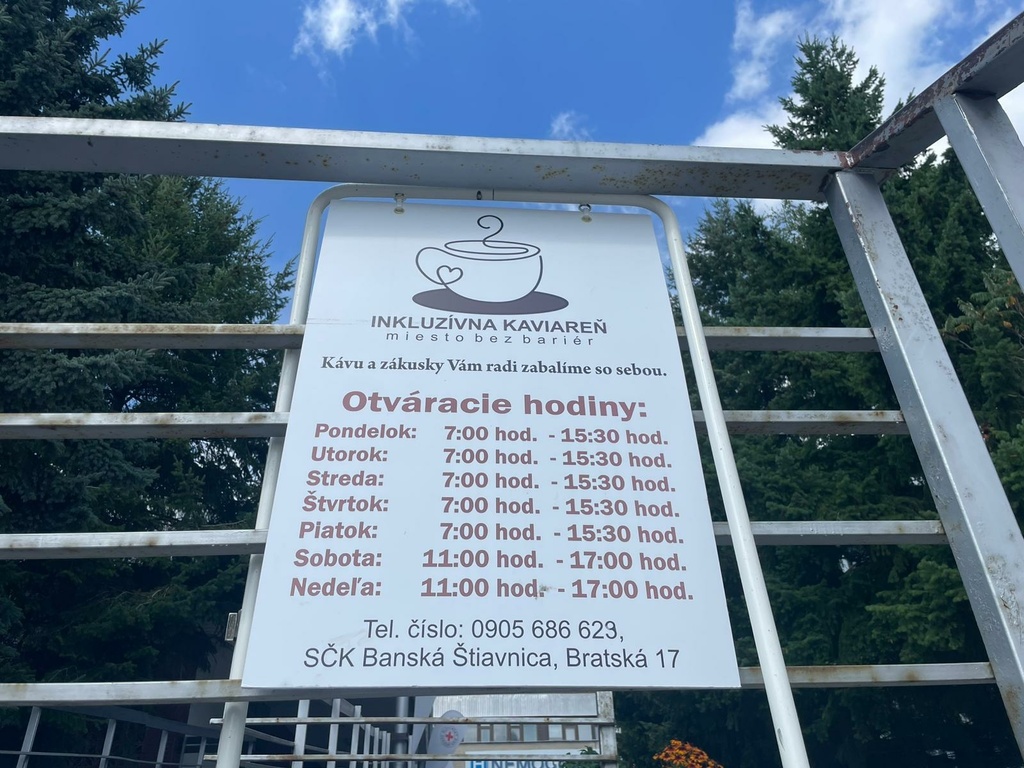 INKLUZÍVNA KAVIAREŇ
miesto bez bariér
Kávu a zákusky Vám radi zabalíme so sebou.
Otváracie hodiny:
Pondelok: 7:00 hod. - 15:30 hod.
Utorok: 7:00 hod. - 15:30 hod.
Streda: 7:00 hod. - 15:30 hod.
Štvrtok: 7:00 hod. - 15:30 hod.
Piatok: 7:00 hod. - 15:30 hod.
Sobota: 11:00 hod. - 17:00 hod.
Nedeľa: 11:00 hod. - 17:00 hod.
Tel. číslo: 0905 686 623,
SČK Banská Štiavnica, Bratská 17